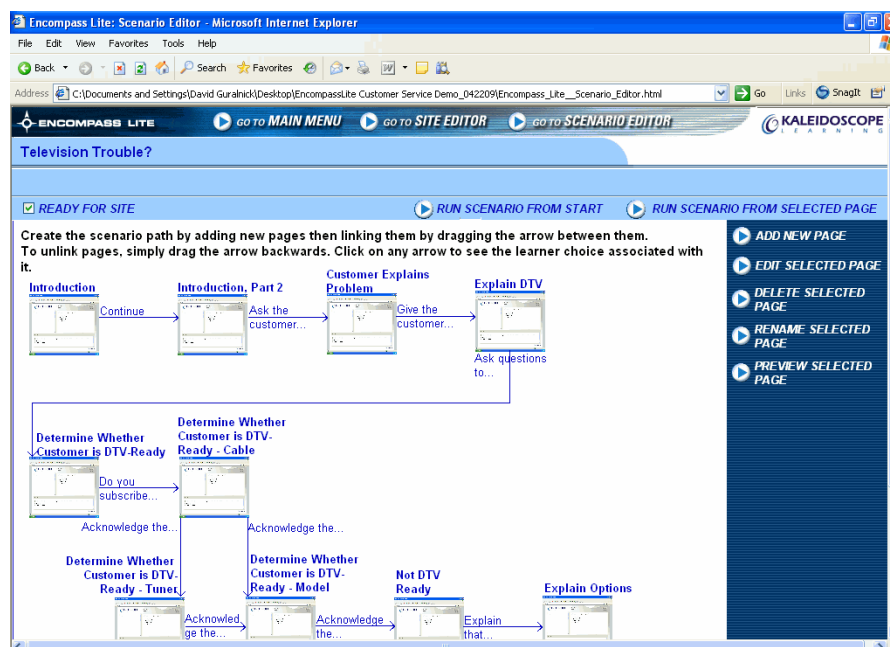 Encompass Lite: Scenario Editor - Microsoft Internet Explorer
File Edit View Favorites Tools Help
Back Search Favorites
Address C:\Documents and Settings\David Guralnick\Desktop\EncompassLite Customer Service Demo_042209\Encompass_Lite__Scenario_Editor.html Go Links SnagIt
ENCOMPASS LITE GO TO MAIN MENU GO TO SITE EDITOR GO TO SCENARIO EDITOR KALEIDOSCOPE
LEARNING
Television Trouble?
READY FOR SITE RUN SCENARIO FROM START RUN SCENARIO FROM SELECTED PAGE
Create the scenario path by adding new pages then linking them by dragging the arrow between them.
To unlink pages, simply drag the arrow backwards. Click on any arrow to see the learner choice associated with
it.
ADD NEW PAGE
EDIT SELECTED PAGE
DELETE SELECTED
PAGE
RENAME SELECTED
PAGE
PREVIEW SELECTED
PAGE
Introduction
Continue
Introduction, Part 2
Ask the
customer...
Customer Explains
Problem
Give the
customer...
Explain DTV
Ask questions
to...
Determine Whether
Customer is DTV-Ready
Do you
subscribe...
Determine Whether
Customer is DTV-
Ready - Cable
Acknowledge the...
Acknowledge the...
Determine Whether
Customer is DTV-
Ready - Tuner
Acknowled
ge the...
Determine Whether
Customer is DTV-
Ready - Model
Acknowledge
the...
Not DTV
Ready
Explain
that...
Explain Options